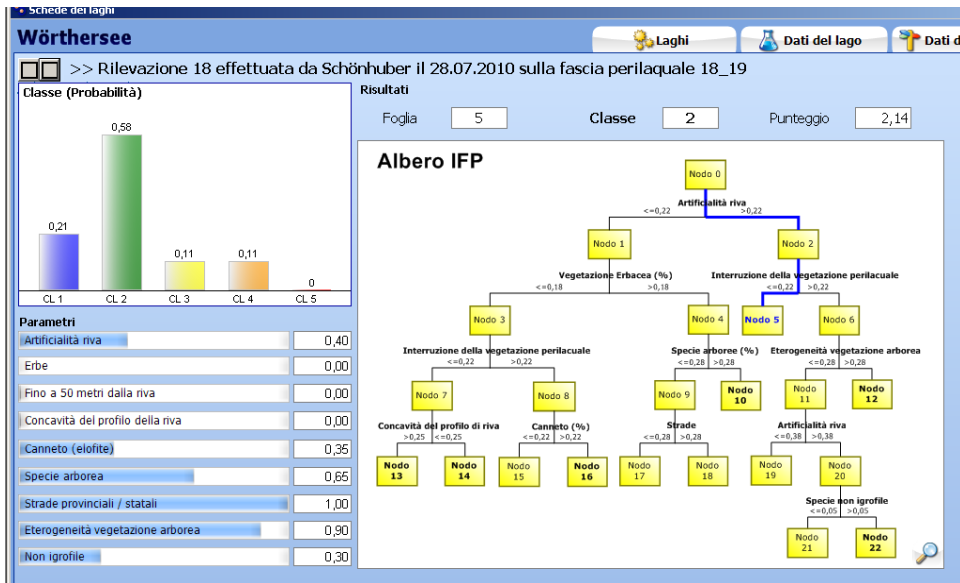 Schede dei laghi
Wörthersee
Laghi
Dati del lago
Dati d
>> Rilevazione 18 effettuata da Schönhuber il 28.07.2010 sulla fascia perilaquale 18_19
Classe (Probabilità)
0,21
0,58
0,11
0,11
0
CL 1
CL 2
CL 3
CL 4
CL 5
Parametri
Artificialità riva 0,40
Erbe 0,00
Fino a 50 metri dalla riva 0,00
Concavità del profilo della riva 0,00
Canneto (elofite) 0,35
Specie arborea 0,65
Strade provinciali / statali 1,00
Eterogeneità vegetazione arborea 0,90
Non igrofile 0,30
Risultati
Foglia 5 Classe 2 Punteggio 2,14
Albero IFP
Nodo 0
Artificialità riva
<=0,22 >0,22
Nodo 1
Nodo 2
Vegetazione Erbacea (%)
<=0,18 >0,18
Interruzione della vegetazione perilacuale
<=0,22 >0,22
Nodo 3
Nodo 4
Nodo 5
Nodo 6
Interruzione della vegetazione perilacuale
<=0,22 >0,22
Specie arboree (%)
<=0,28 >0,28
Eterogeneità vegetazione arborea
<=0,28 >0,28
Nodo 7
Nodo 8
Nodo 9
Nodo
10
Nodo
11
Nodo
12
Concavità del profilo di riva
>0,25 <=0,25
Canneto (%)
<=0,22 >0,22
Strade
<=0,28 >0,28
Artificialità riva
<=0,38 >0,38
Nodo
13
Nodo
14
Nodo
15
Nodo
16
Nodo
17
Nodo
18
Nodo
19
Nodo
20
Specie non igrofile
<=0,05 >0,05
Nodo
21
Nodo
22